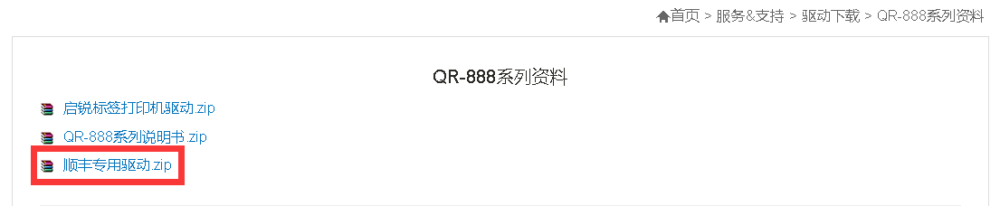 首页 > 服务&支持 > 驱动下载 > QR-888系列资料
QR-888系列资料
启锐标签打印机驱动.zip
QR-888系列说明书.zip
顺丰专用驱动.zip